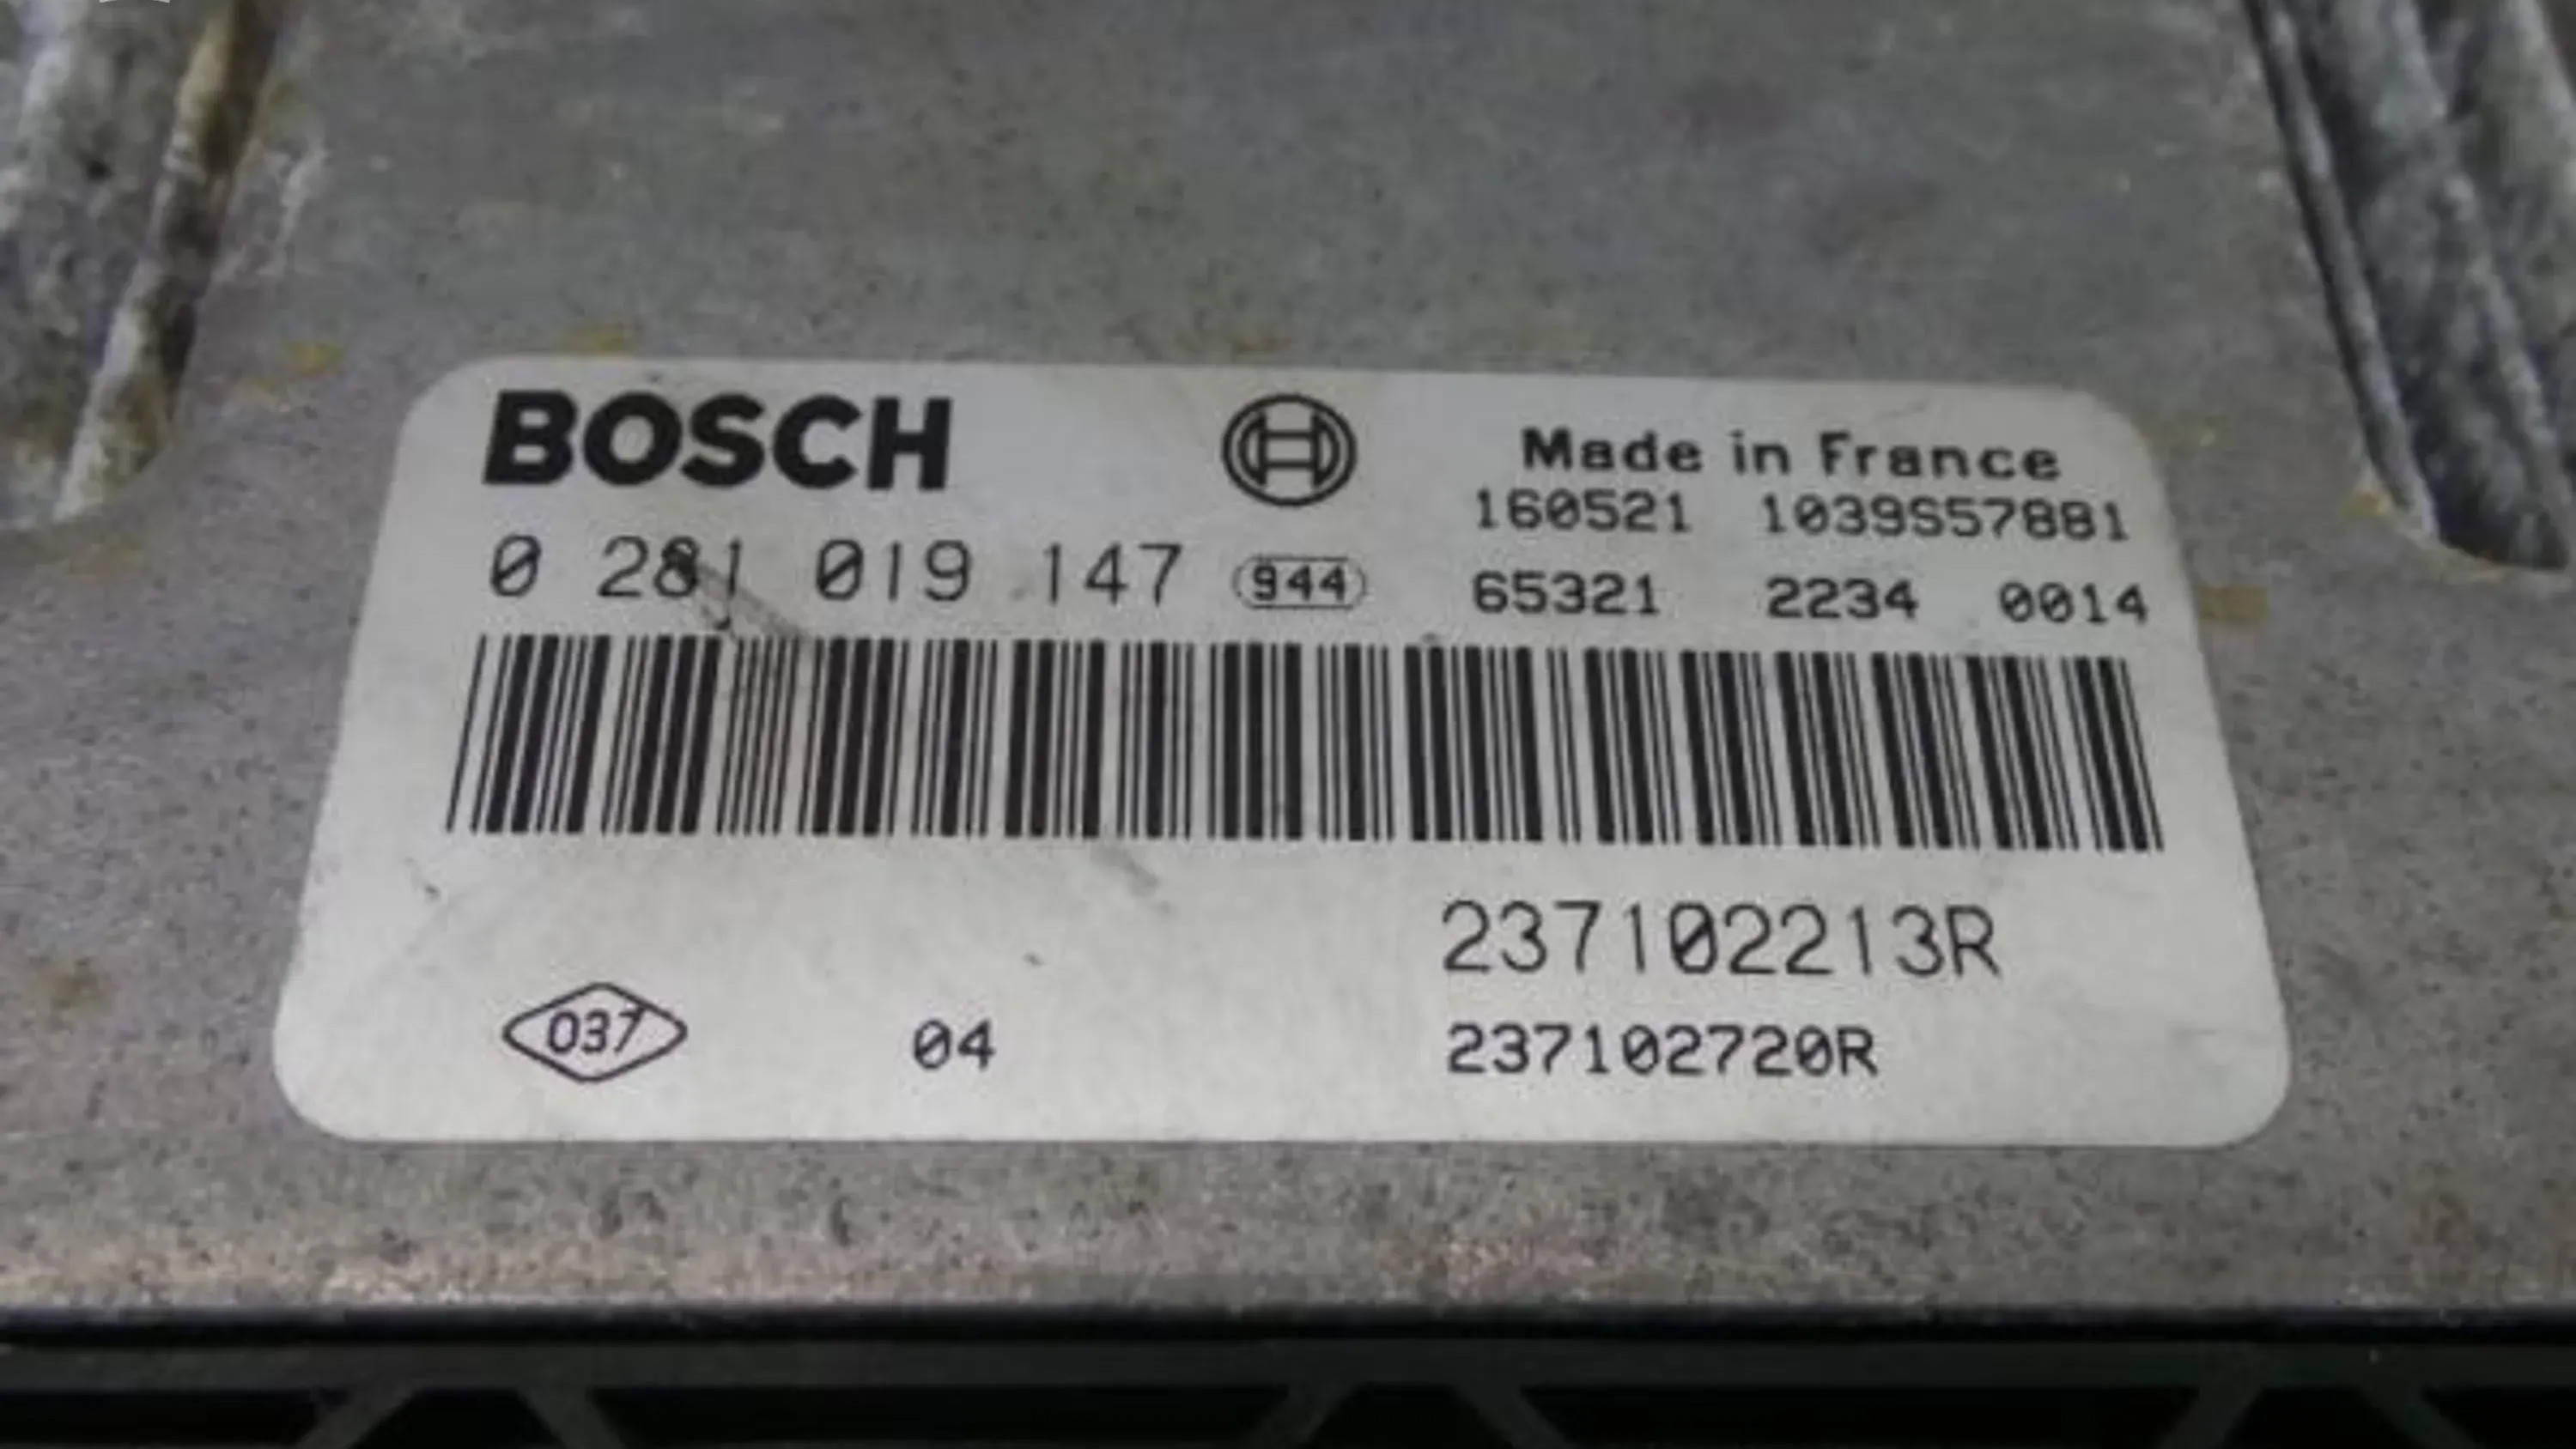 BOSCH
Made in France
160521 1039S57881
0 281 019 147 944 65321 2234 0014
237102213R
037 04 237102720R